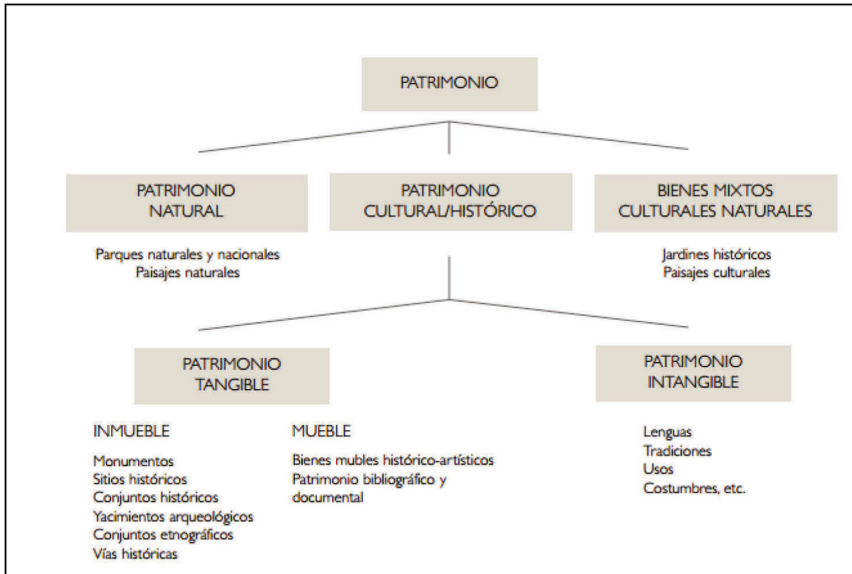 PATRIMONIO
PATRIMONIO
NATURAL
Parques naturales y nacionales
Paisajes naturales
PATRIMONIO
CULTURAL/HISTÓRICO
BIENES MIXTOS
CULTURALES NATURALES
Jardines históricos
Paisajes culturales
PATRIMONIO
TANGIBLE
INMUEBLE
Monumentos
Sitios históricos
Conjuntos históricos
Yacimientos arqueológicos
Conjuntos etnográficos
Vías históricas
MUEBLE
Bienes mubles histórico-artísticos
Patrimonio bibliográfico y
documental
PATRIMONIO
INTANGIBLE
Lenguas
Tradiciones
Usos
Costumbres, etc.